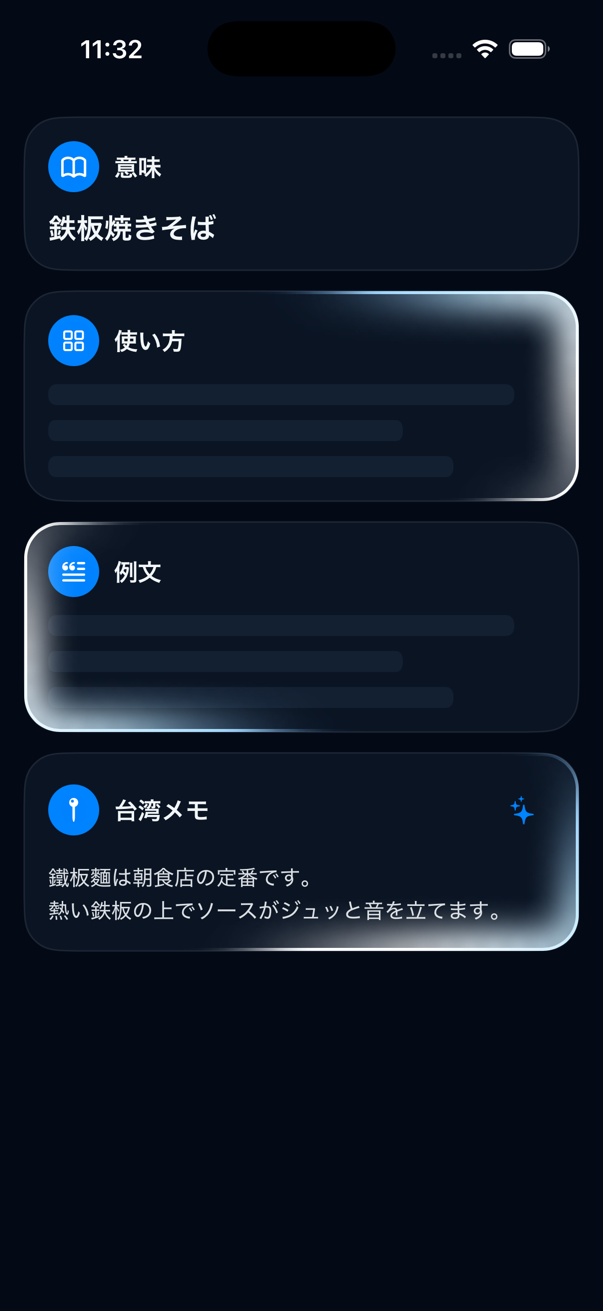 11:32
意味
鉄板焼きそば
使い方
例文
台湾メモ
鐵板麵は朝食店の定番です。
熱い鉄板の上でソースがジュッと音を立てます。